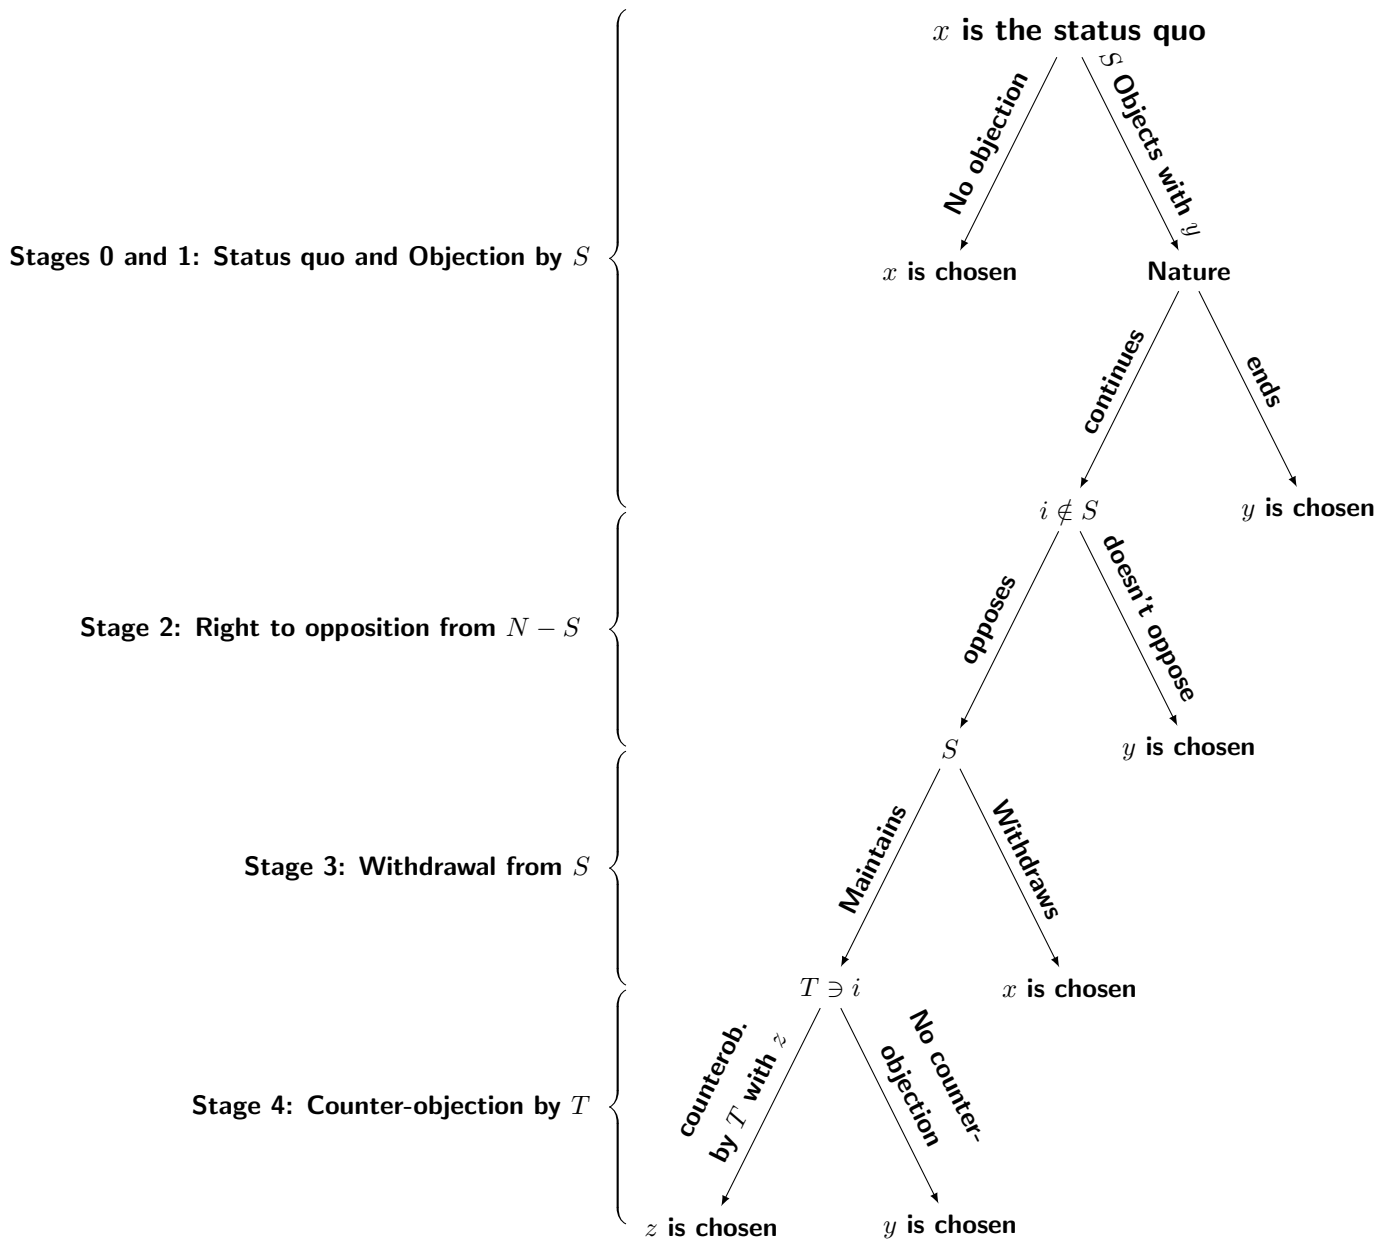 x is the status quo
No objection
S Objects with y
Stages 0 and 1: Status quo and Objection by S
x is chosen
Nature
continues
ends
i ∉ S
y is chosen
opposes
doesn't oppose
Stage 2: Right to opposition from N − S
S
y is chosen
Maintains
Withdraws
Stage 3: Withdrawal from S
T ∋ i
x is chosen
counterob.
by T with z
No counter-
objection
Stage 4: Counter-objection by T
z is chosen
y is chosen